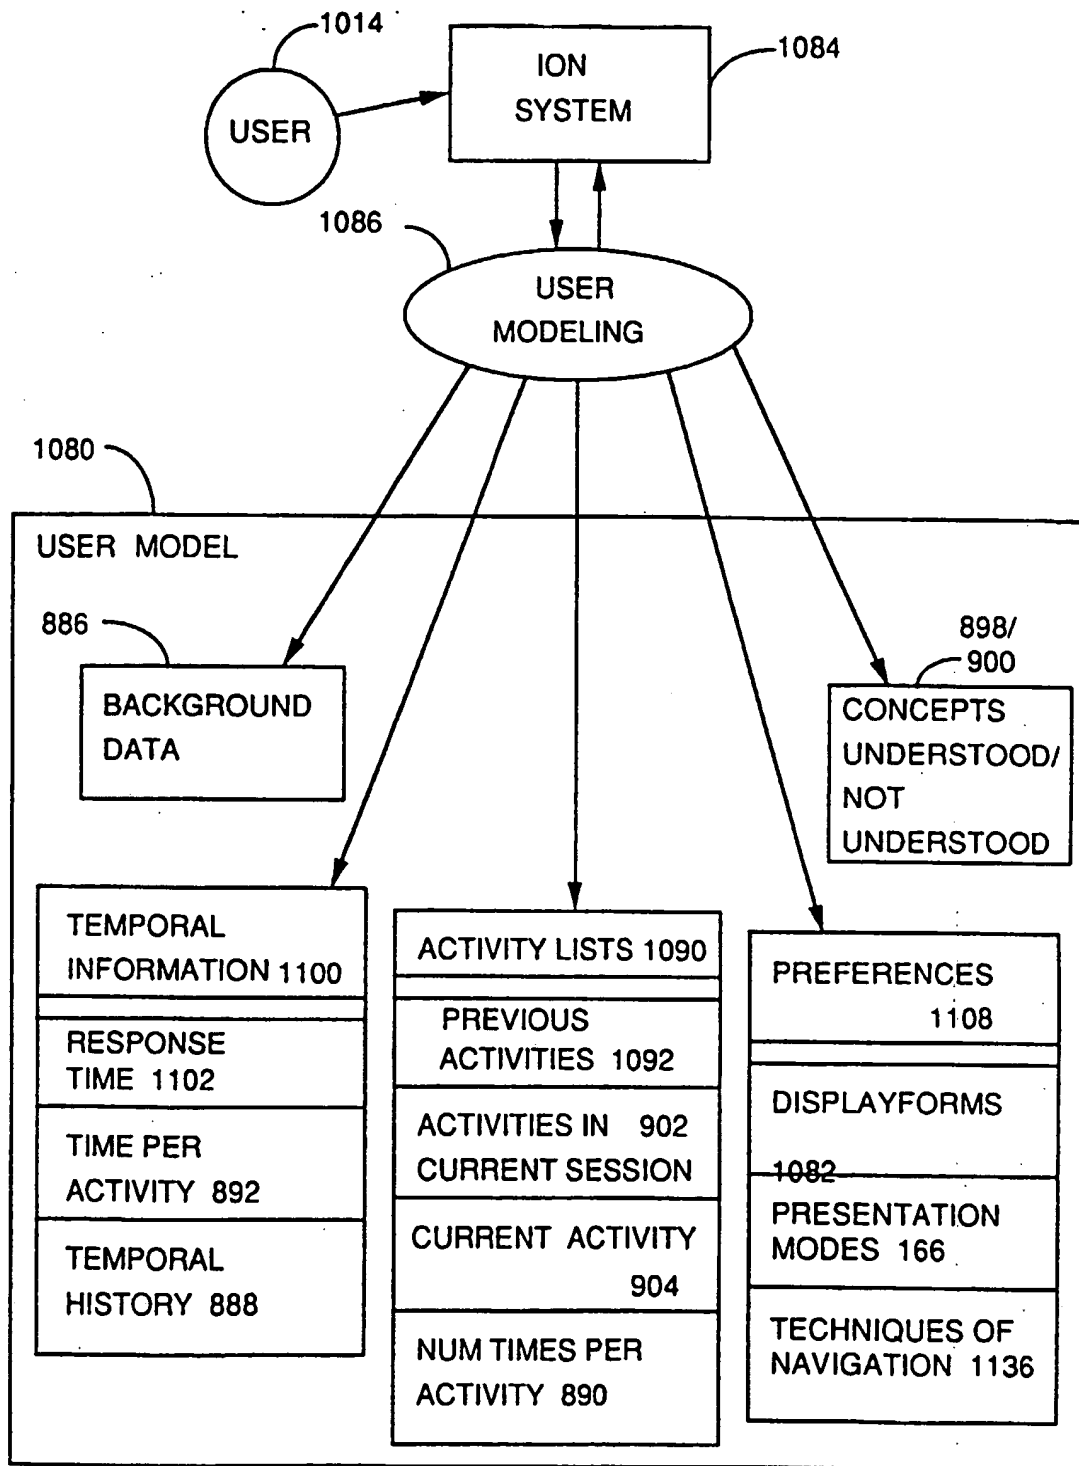 1014
ION
SYSTEM
1084
USER
1086
USER
MODELING
1080
USER MODEL
886
BACKGROUND
DATA
898/
900
CONCEPTS
UNDERSTOOD/
NOT
UNDERSTOOD
TEMPORAL
INFORMATION 1100
RESPONSE
TIME 1102
TIME PER
ACTIVITY 892
TEMPORAL
HISTORY 888
ACTIVITY LISTS 1090
PREVIOUS
ACTIVITIES 1092
ACTIVITIES IN 902
CURRENT SESSION
CURRENT ACTIVITY
904
NUM TIMES PER
ACTIVITY 890
PREFERENCES
1108
DISPLAYFORMS
1082
PRESENTATION
MODES 166
TECHNIQUES OF
NAVIGATION 1136